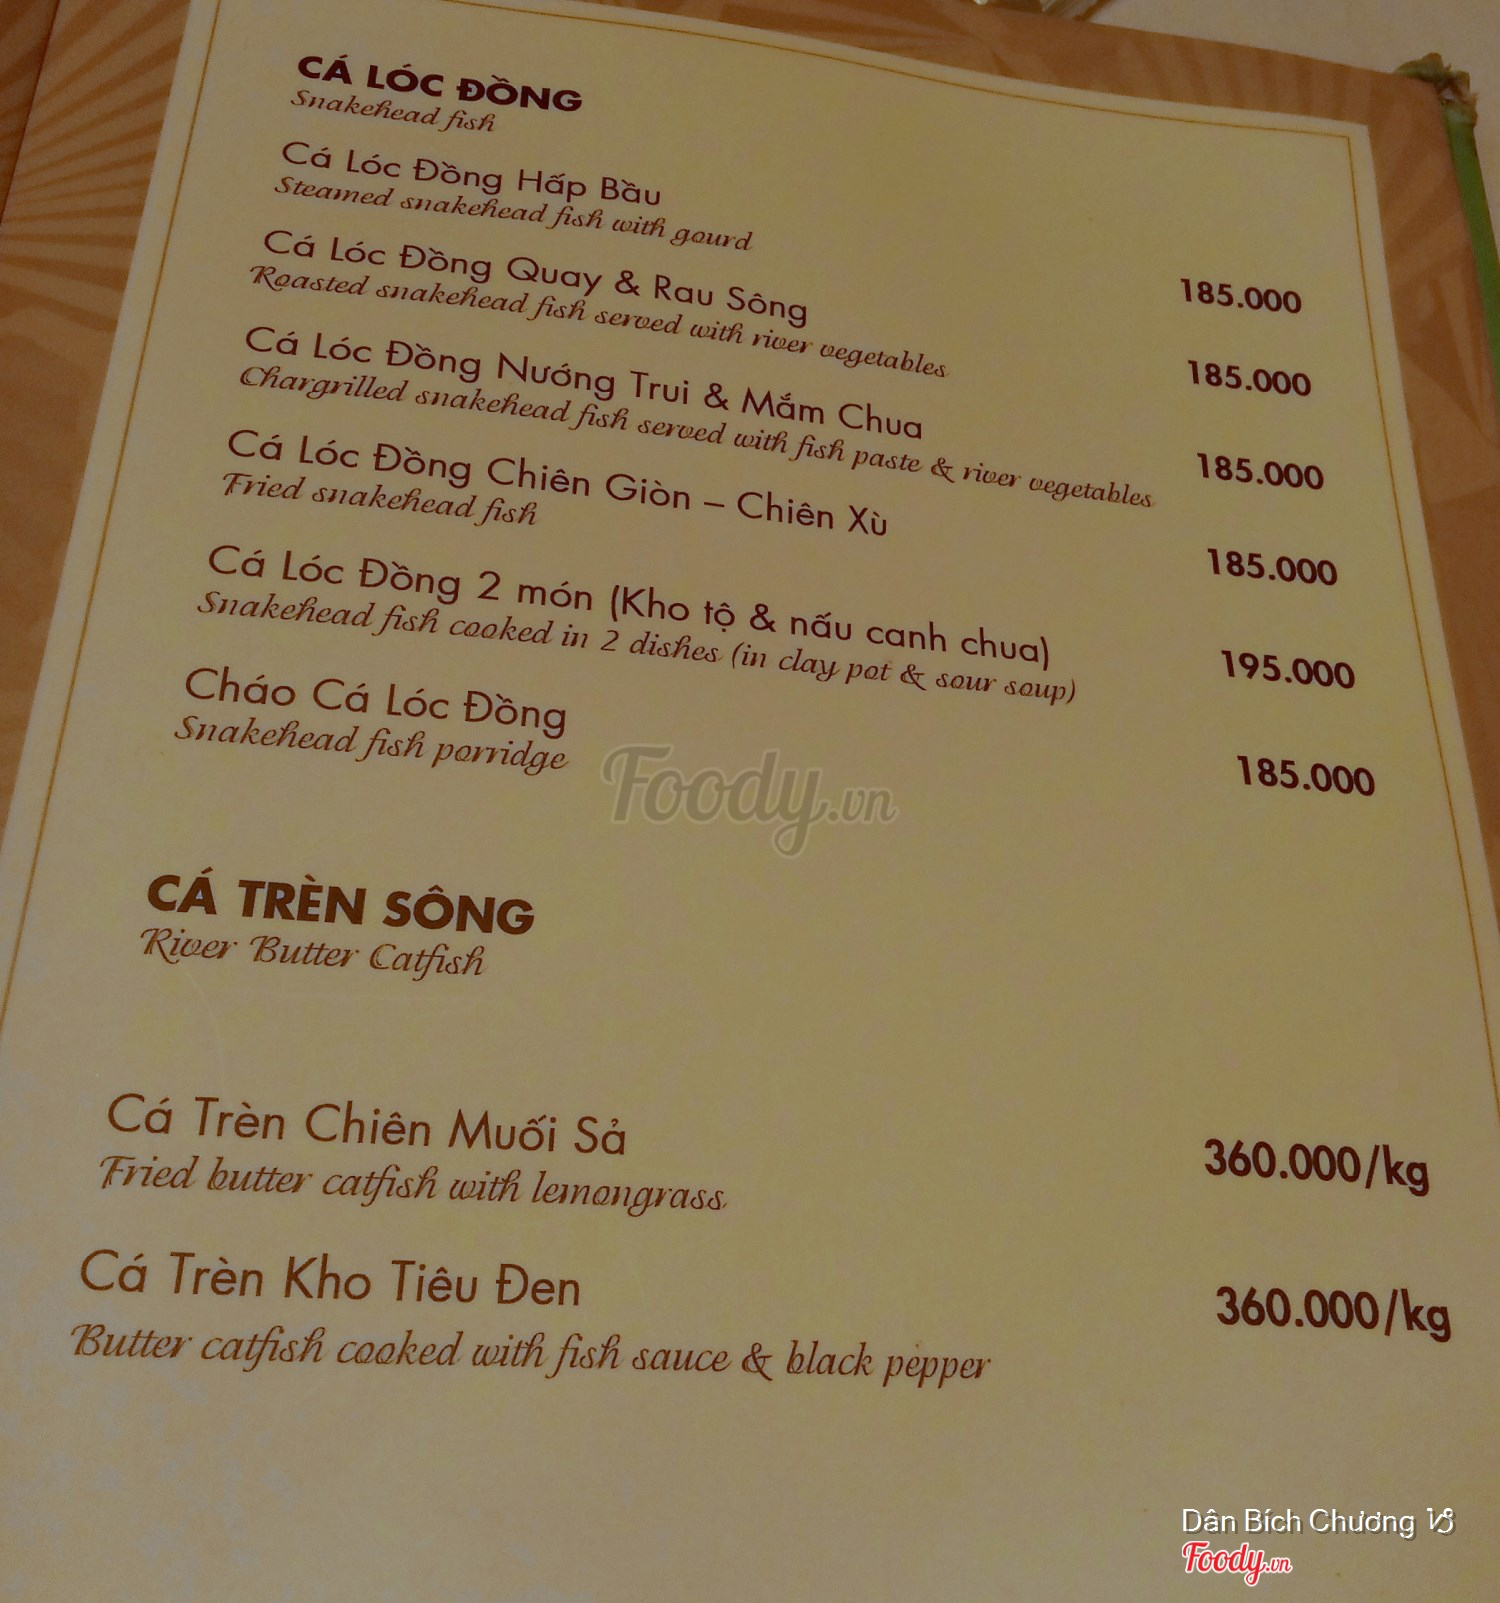 CÁ LÓC ĐỒNG
Snakehead fish
Cá Lóc Đồng Hấp Bầu
Steamed snakehead fish with gourd
185.000
Cá Lóc Đồng Quay & Rau Sông
Roasted snakehead fish served with river vegetables
185.000
Cá Lóc Đồng Nướng Trui & Mắm Chua
Chargrilled snakehead fish served with fish paste & river vegetables
185.000
Cá Lóc Đồng Chiên Giòn – Chiên Xù
Fried snakehead fish
185.000
Cá Lóc Đồng 2 món (Kho tộ & nấu canh chua)
Snakehead fish cooked in 2 dishes (in clay pot & sour soup)
195.000
Cháo Cá Lóc Đồng
Snakehead fish porridge
185.000
Foody.vn
CÁ TRÈN SÔNG
River Butter Catfish
Cá Trèn Chiên Muối Sả
360.000/kg
Fried butter catfish with lemongrass
Cá Trèn Kho Tiêu Đen
360.000/kg
Butter catfish cooked with fish sauce & black pepper
Dân Bích Chương ♑
Foody.vn